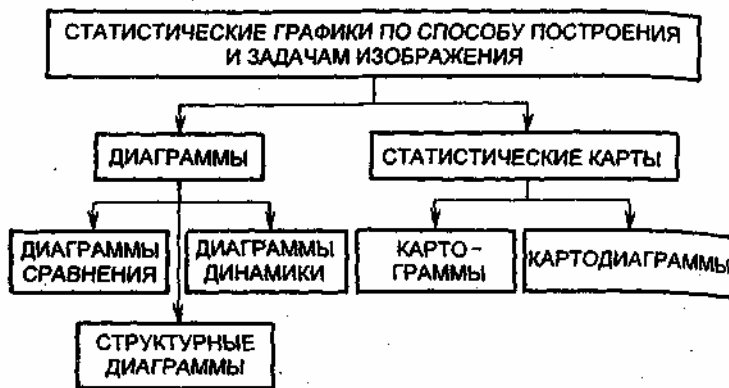 СТАТИСТИЧЕСКИЕ ГРАФИКИ ПО СПОСОБУ ПОСТРОЕНИЯ
И ЗАДАЧАМ ИЗОБРАЖЕНИЯ
ДИАГРАММЫ
СТАТИСТИЧЕСКИЕ КАРТЫ
ДИАГРАММЫ
СРАВНЕНИЯ
ДИАГРАММЫ
ДИНАМИКИ
КАРТО-
ГРАММЫ
КАРТОДИАГРАММЫ
СТРУКТУРНЫЕ
ДИАГРАММЫ